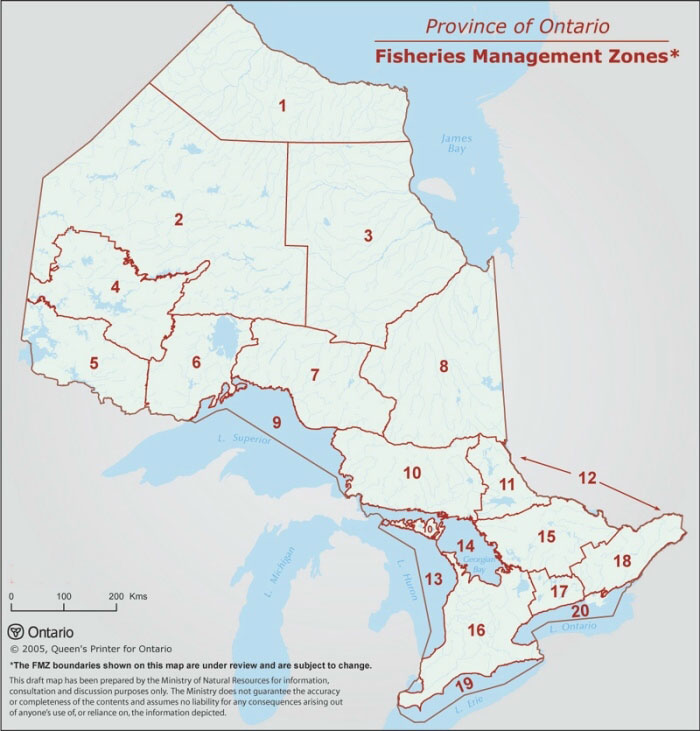 Province of Ontario
Fisheries Management Zones*
1
James
Bay
2
3
4
5
6
7
8
9
L. Superior
10
11
12
10
13
14
Georgian
Bay
15
16
17
18
19
20
L. Michigan
L. Huron
L. Ontario
L. Erie
0 100 200 Kms
Ontario
© 2005, Queen's Printer for Ontario
*The FMZ boundaries shown on this map are under review and are subject to change.
This draft map has been prepared by the Ministry of Natural Resources for information,
consultation and discussion purposes only. The Ministry does not guarantee the accuracy
or completeness of the contents and assumes no liability for any consequences arising out
of anyone's use of, or reliance on, the information depicted.